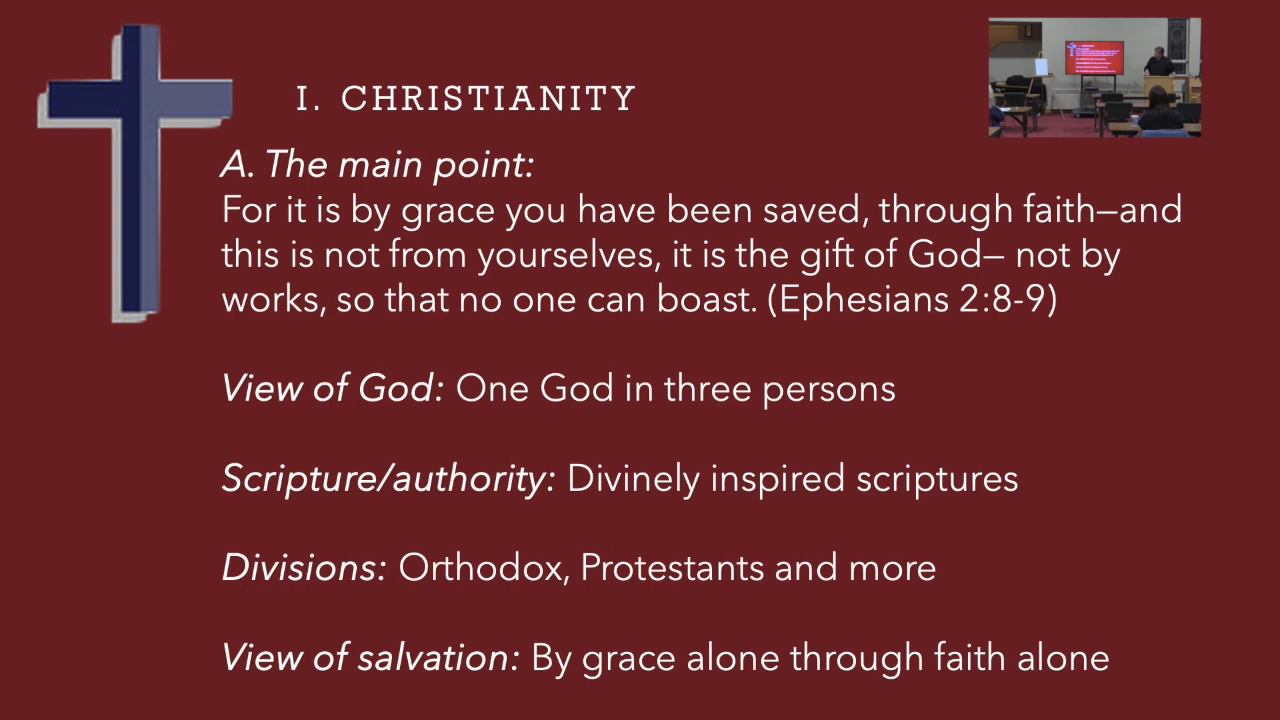 I. CHRISTIANITY
A. The main point:
For it is by grace you have been saved, through faith—and
this is not from yourselves, it is the gift of God— not by
works, so that no one can boast. (Ephesians 2:8-9)
View of God: One God in three persons
Scripture/authority: Divinely inspired scriptures
Divisions: Orthodox, Protestants and more
View of salvation: By grace alone through faith alone